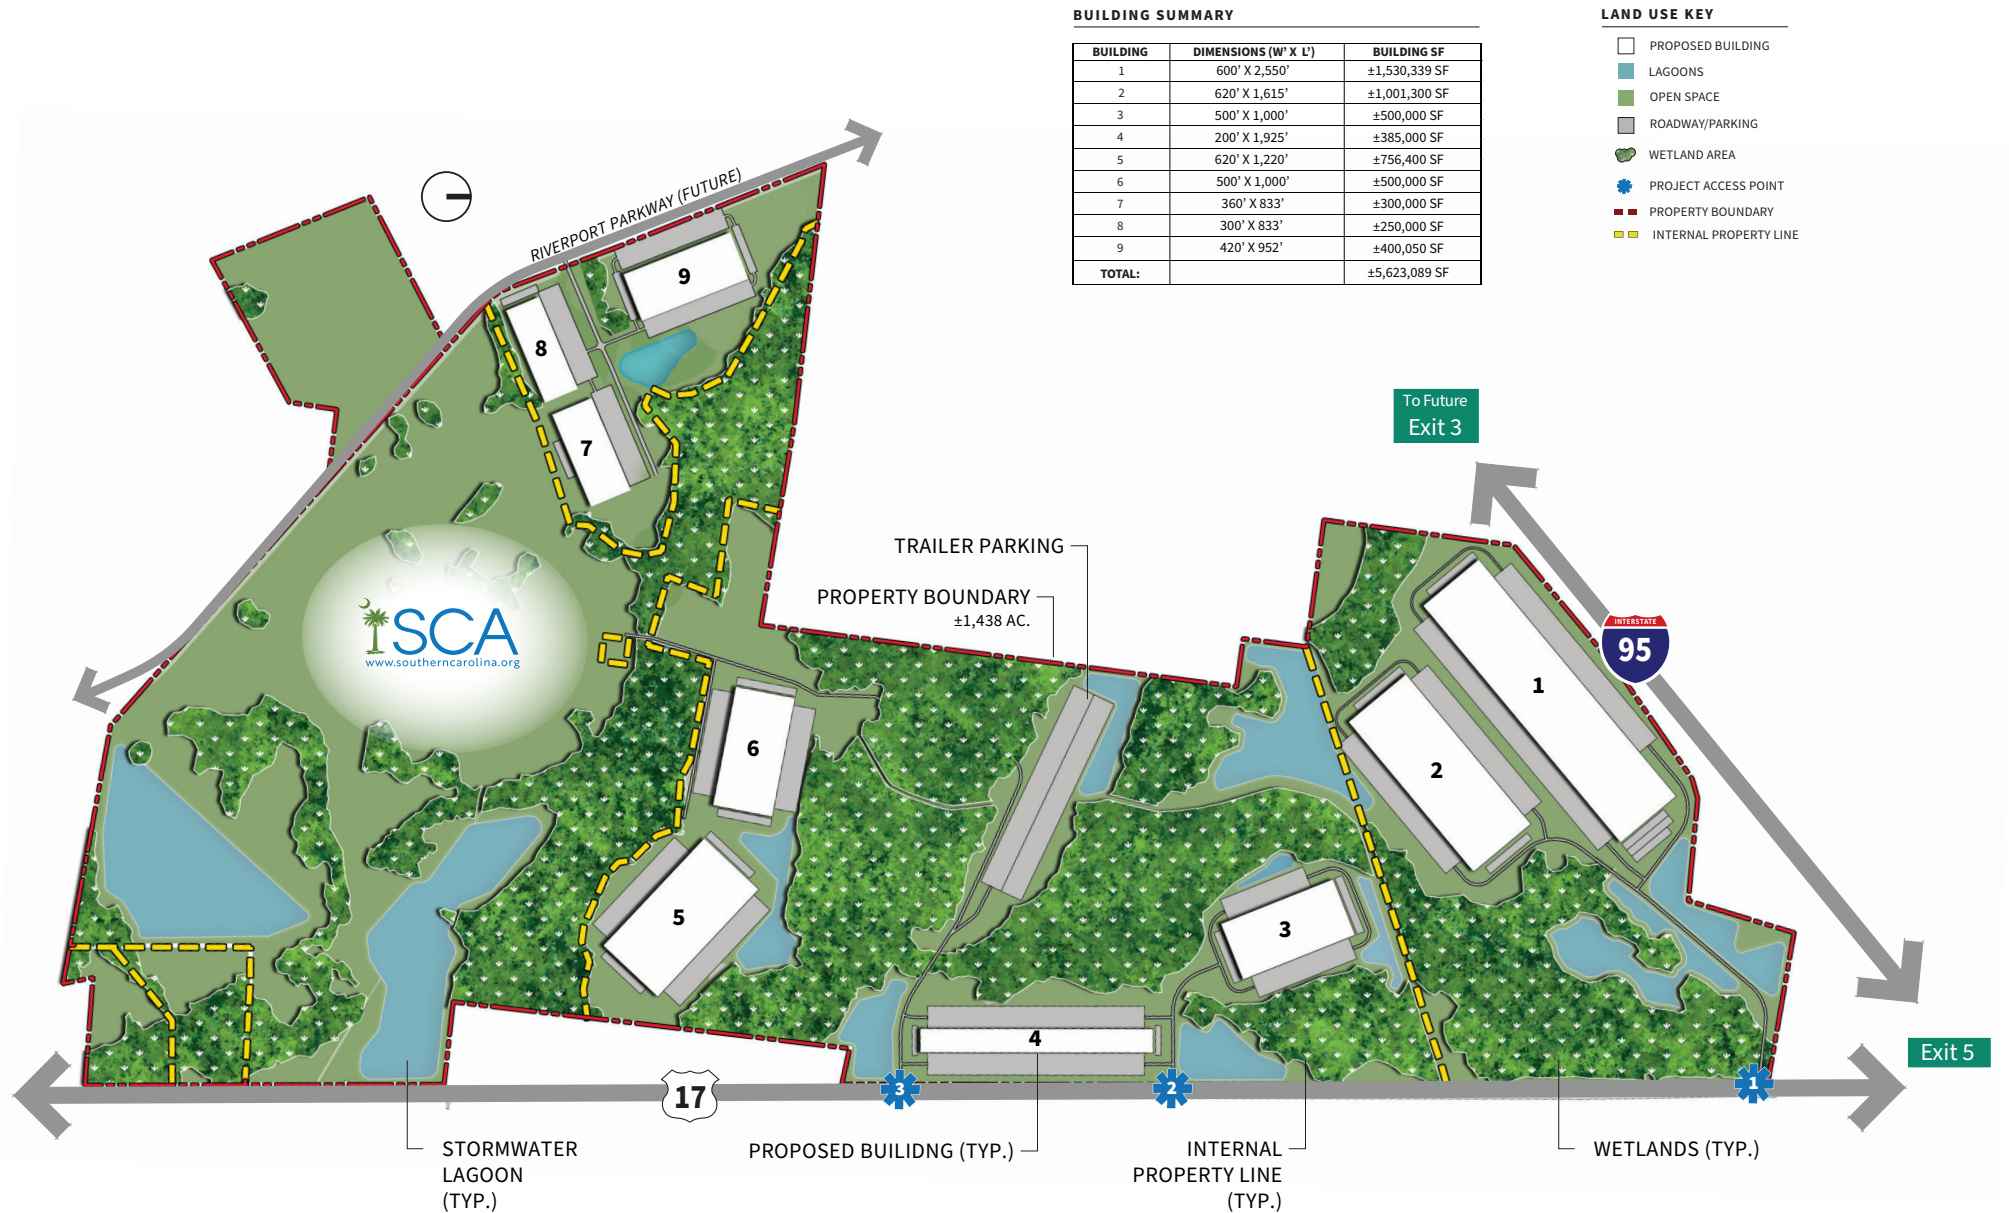 BUILDING SUMMARY
BUILDING DIMENSIONS (W' X L') BUILDING SF
1 600' X 2,550' ±1,530,339 SF
2 620' X 1,615' ±1,001,300 SF
3 500' X 1,000' ±500,000 SF
4 200' X 1,925' ±385,000 SF
5 620' X 1,220' ±756,400 SF
6 500' X 1,000' ±500,000 SF
7 360' X 833' ±300,000 SF
8 300' X 833' ±250,000 SF
9 420' X 952' ±400,050 SF
TOTAL: ±5,623,089 SF
LAND USE KEY
PROPOSED BUILDING
LAGOONS
OPEN SPACE
ROADWAY/PARKING
WETLAND AREA
PROJECT ACCESS POINT
PROPERTY BOUNDARY
INTERNAL PROPERTY LINE
RIVERPORT PARKWAY (FUTURE)
9
8
7
To Future
Exit 3
TRAILER PARKING
PROPERTY BOUNDARY
±1,438 AC.
SCA
www.southerncarolina.org
INTERSTATE
95
1
6
2
5
3
4
Exit 5
17
3
2
1
STORMWATER
LAGOON
(TYP.)
PROPOSED BUILIDNG (TYP.)
INTERNAL
PROPERTY LINE
(TYP.)
WETLANDS (TYP.)